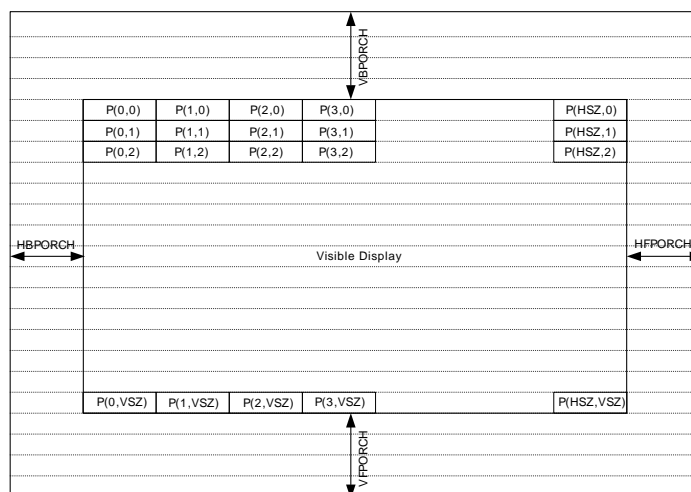 VBPORCH
P(0,0) P(1,0) P(2,0) P(3,0) P(HSZ,0)
P(0,1) P(1,1) P(2,1) P(3,1) P(HSZ,1)
P(0,2) P(1,2) P(2,2) P(3,2) P(HSZ,2)
HBPORCH HFPORCH
Visible Display
P(0,VSZ) P(1,VSZ) P(2,VSZ) P(3,VSZ) P(HSZ,VSZ)
VFPORCH